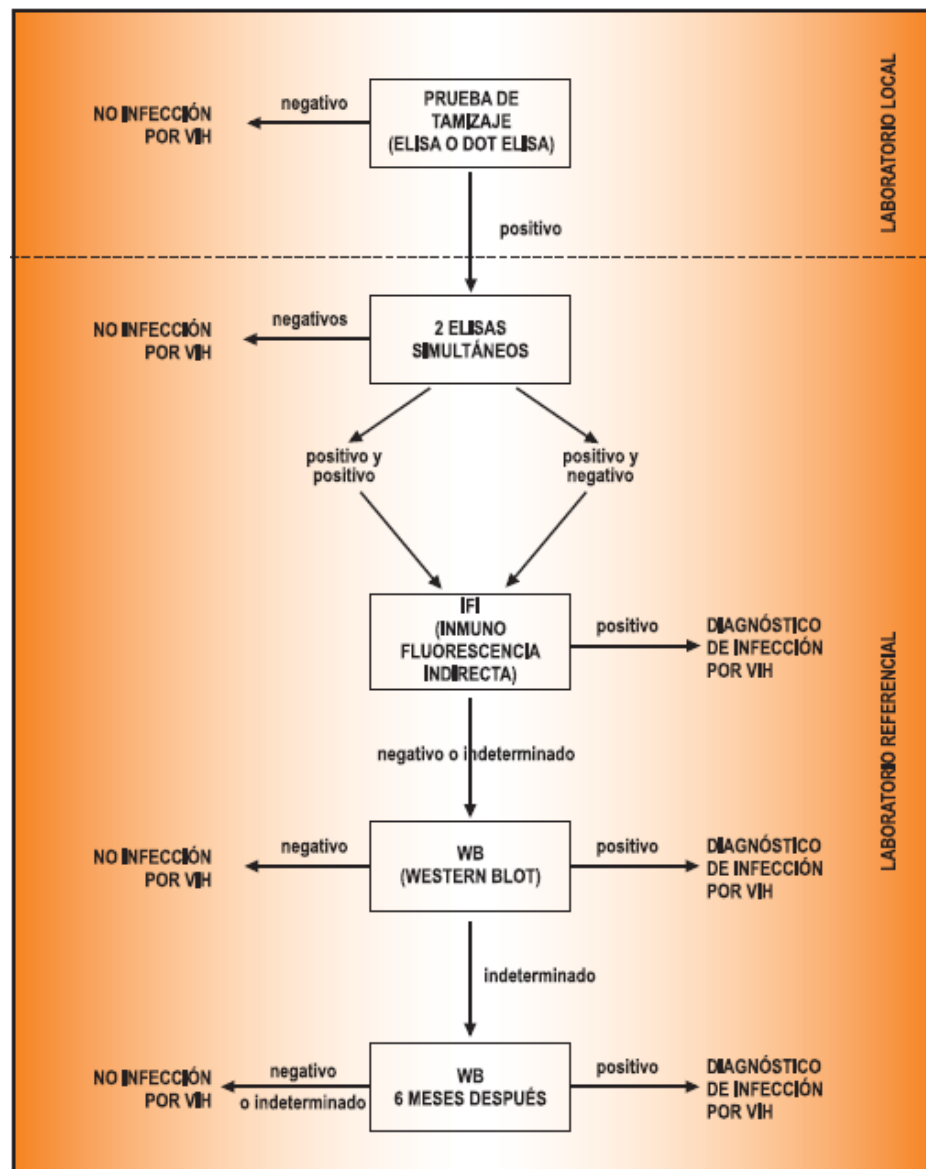 LABORATORIO LOCAL
PRUEBA DE
TAMIZAJE
(ELISA O DOT ELISA)
negativo
NO INFECCIÓN
POR VIH
positivo
LABORATORIO REFERENCIAL
2 ELISAS
SIMULTÁNEOS
negativos
NO INFECCIÓN
POR VIH
positivo y
positivo
positivo y
negativo
IFI
(INMUNO
FLUORESCENCIA
INDIRECTA)
positivo
DIAGNÓSTICO
DE INFECCIÓN
POR VIH
negativo o indeterminado
WB
(WESTERN BLOT)
negativo
NO INFECCIÓN
POR VIH
positivo
DIAGNÓSTICO
DE INFECCIÓN
POR VIH
indeterminado
WB
6 MESES DESPUÉS
negativo
o indeterminado
NO INFECCIÓN
POR VIH
positivo
DIAGNÓSTICO
DE INFECCIÓN
POR VIH